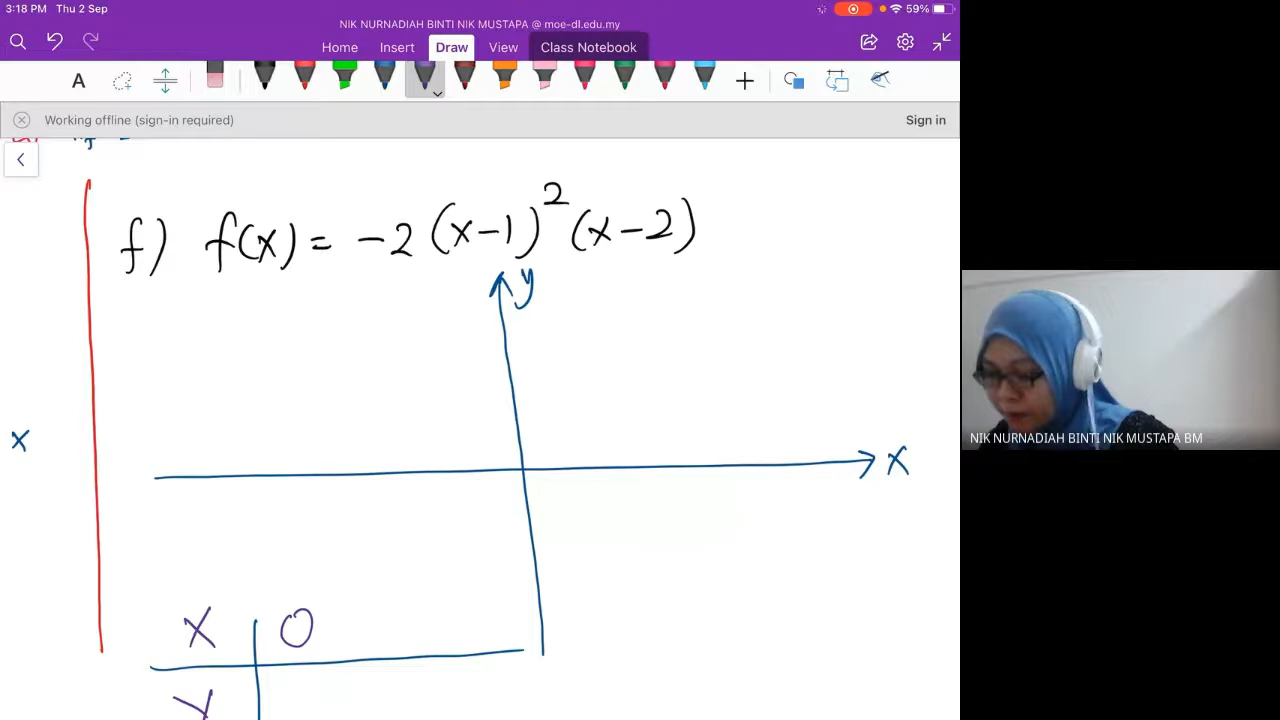 3:18 PM Thu 2 Sep
59%
NIK NURNADIAH BINTI NIK MUSTAPA @ moe-dl.edu.my
Home Insert Draw View Class Notebook
A
Working offline (sign-in required) Sign in
f) f(x) = -2 (x-1)² (x-2)
y
x
x
x 0
y
NIK NURNADIAH BINTI NIK MUSTAPA BM